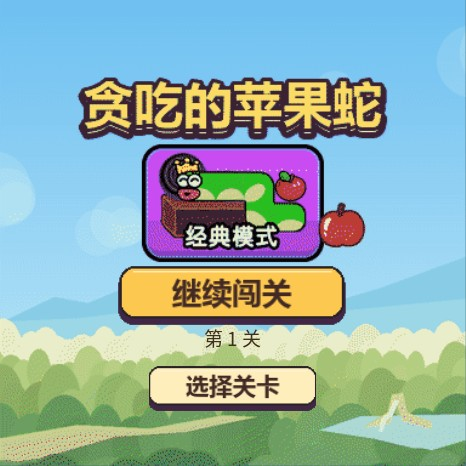 贪吃的苹果蛇
经典模式
继续闯关
第1关
选择关卡